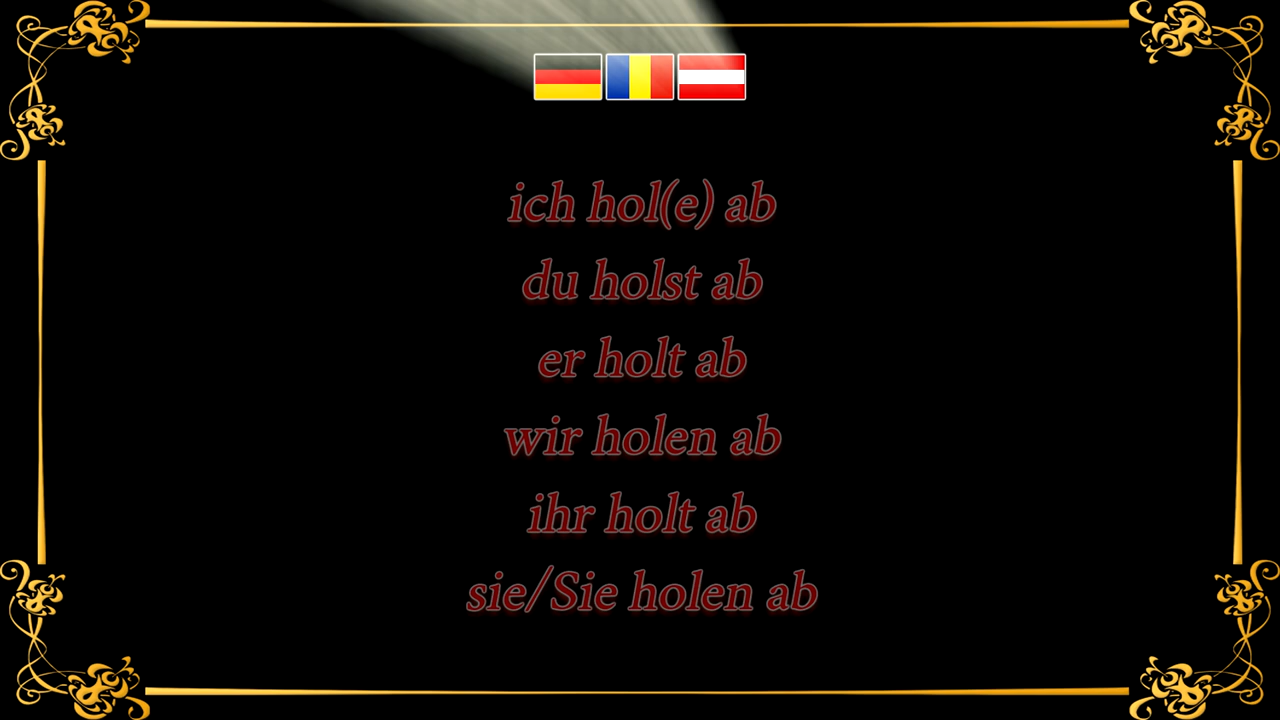 ich hol(e) ab
du holst ab
er holt ab
wir holen ab
ihr holt ab
sie/Sie holen ab